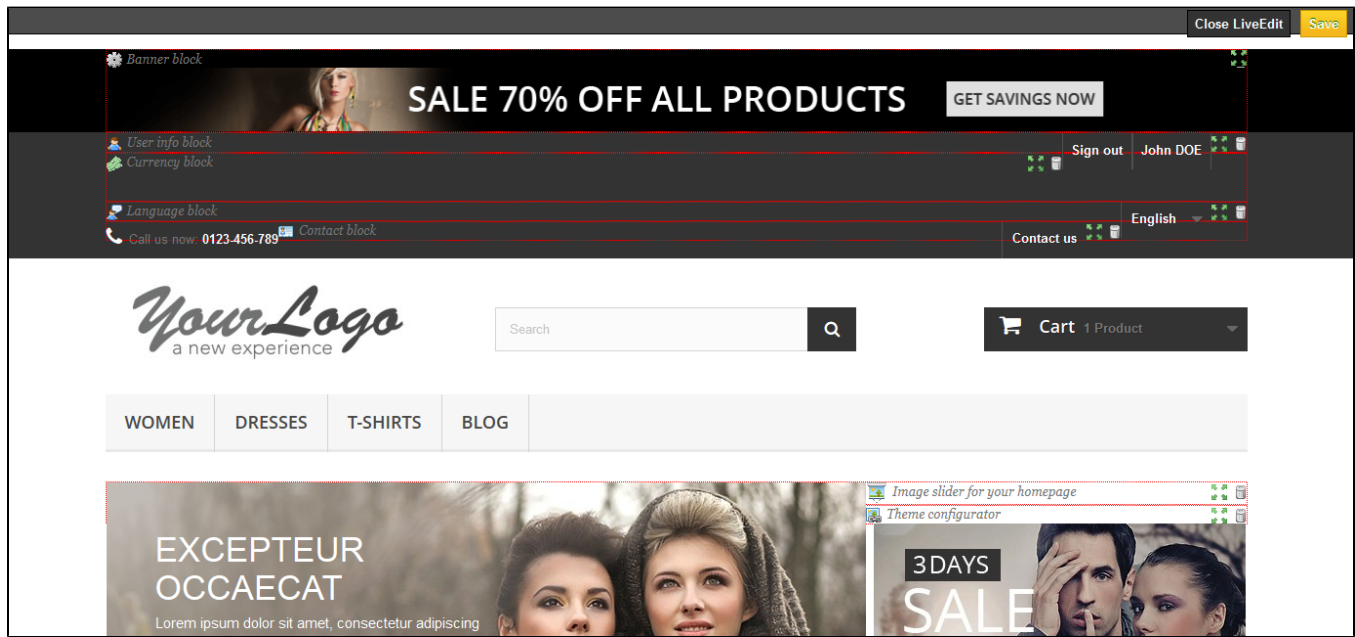 Close LiveEdit Save
Banner block
SALE 70% OFF ALL PRODUCTS GET SAVINGS NOW
User info block
Sign out John DOE
Currency block
Language block
English
Call us now: 0123-456-789 Contact block
Contact us
YourLogo
a new experience
Search
Cart 1 Product
WOMEN DRESSES T-SHIRTS BLOG
Image slider for your homepage
Theme configurator
EXCEPTEUR
OCCAECAT
Lorem ipsum dolor sit amet, consectetur adipiscing
3DAYS
SALE